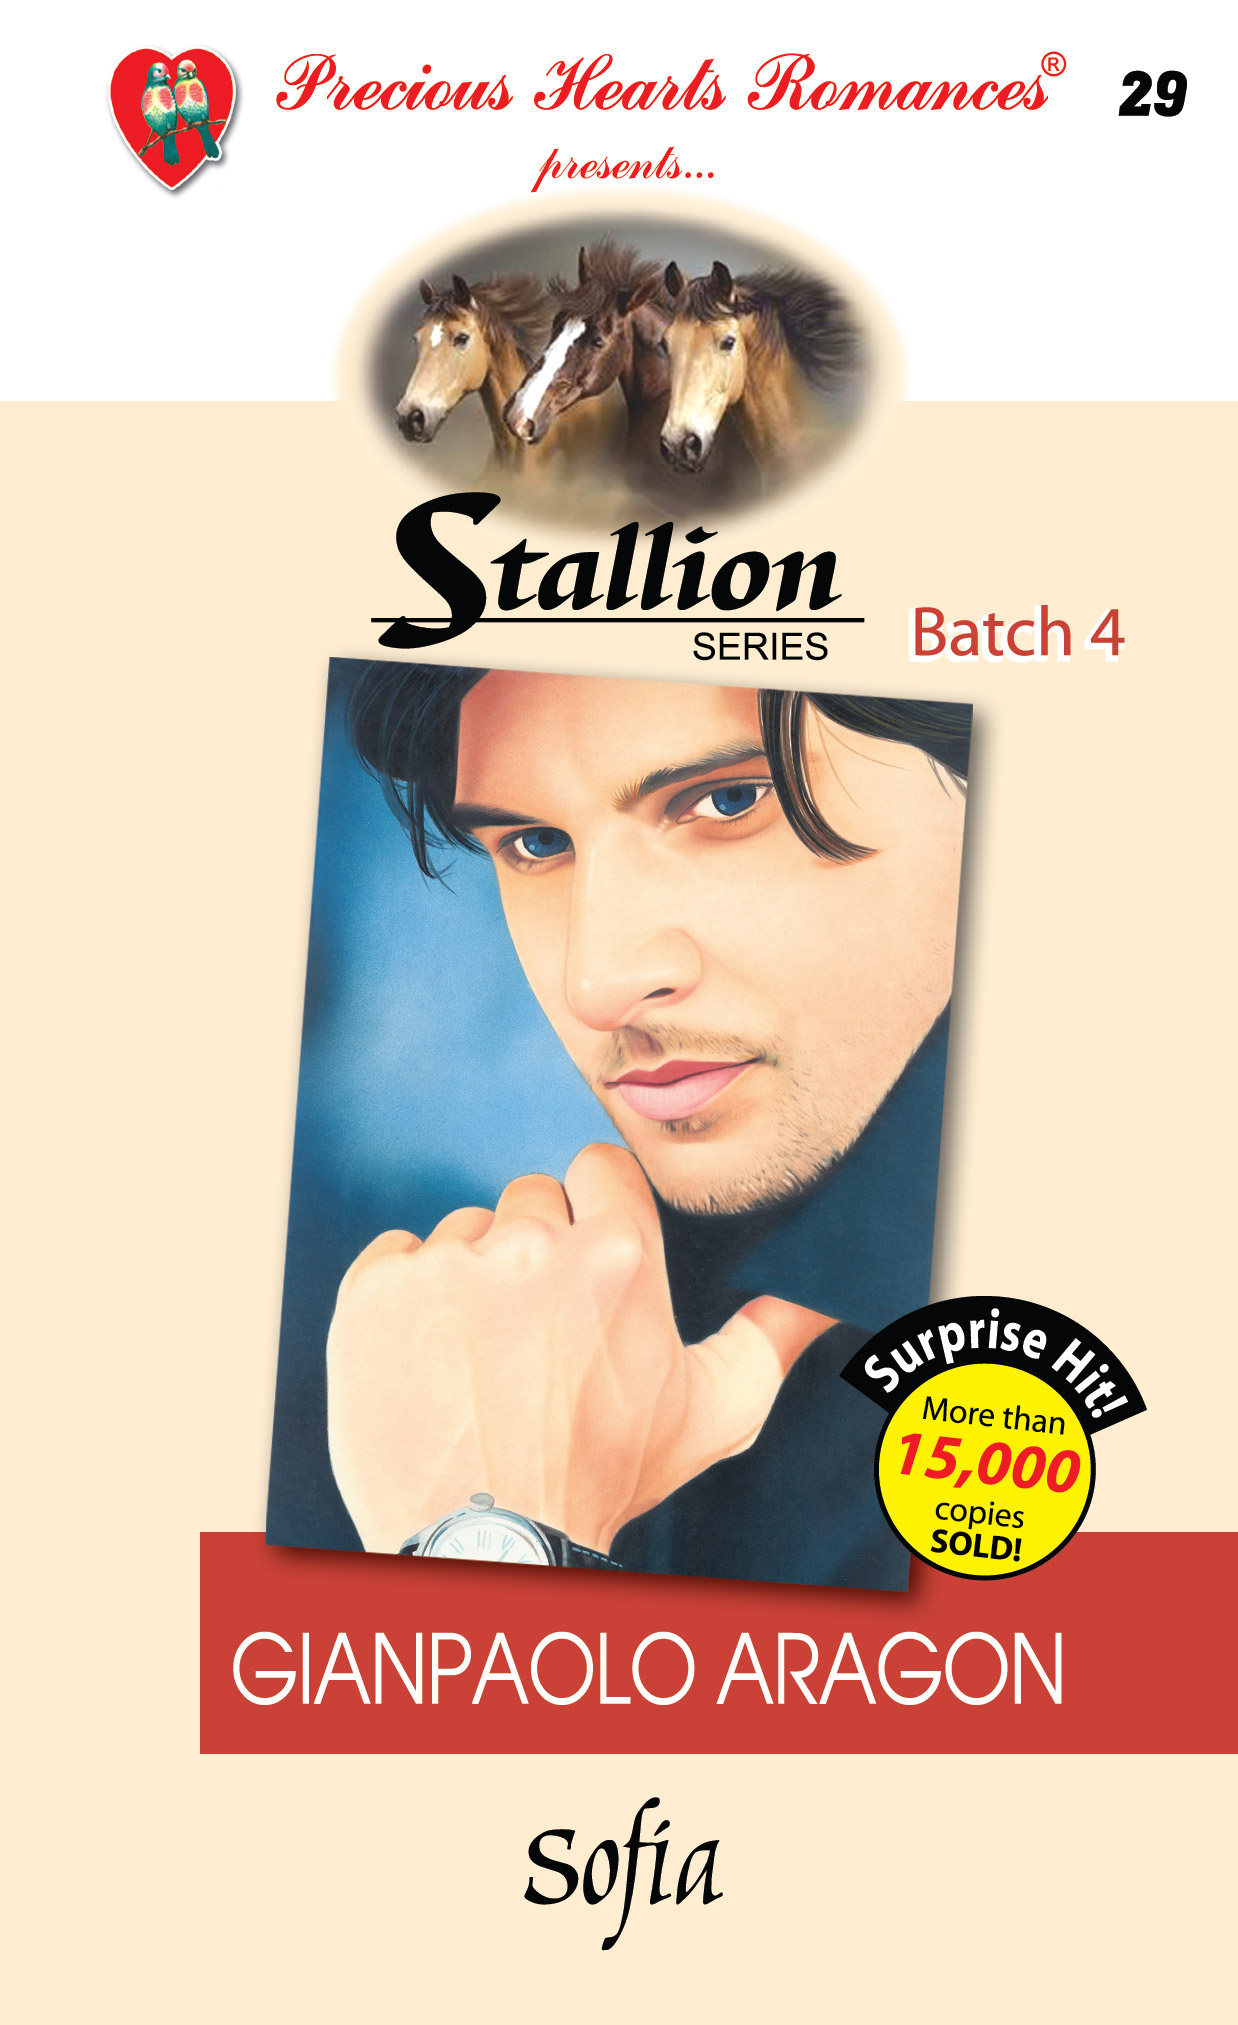 Precious Hearts Romances®
29
presents...
Stallion
SERIES
Batch 4
Surprise Hit!
More than
15,000
copies
SOLD!
GIANPAOLO ARAGON
Sofia